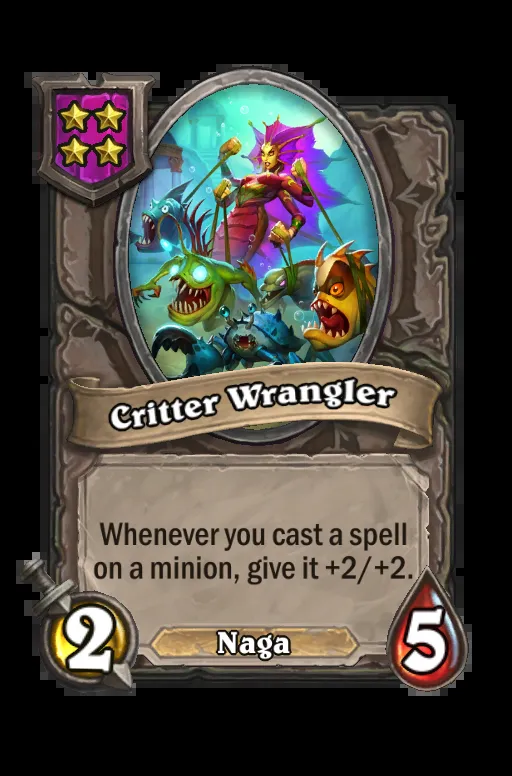 Critter Wrangler
Whenever you cast a spell
on a minion, give it +2/+2.
2
Naga
5